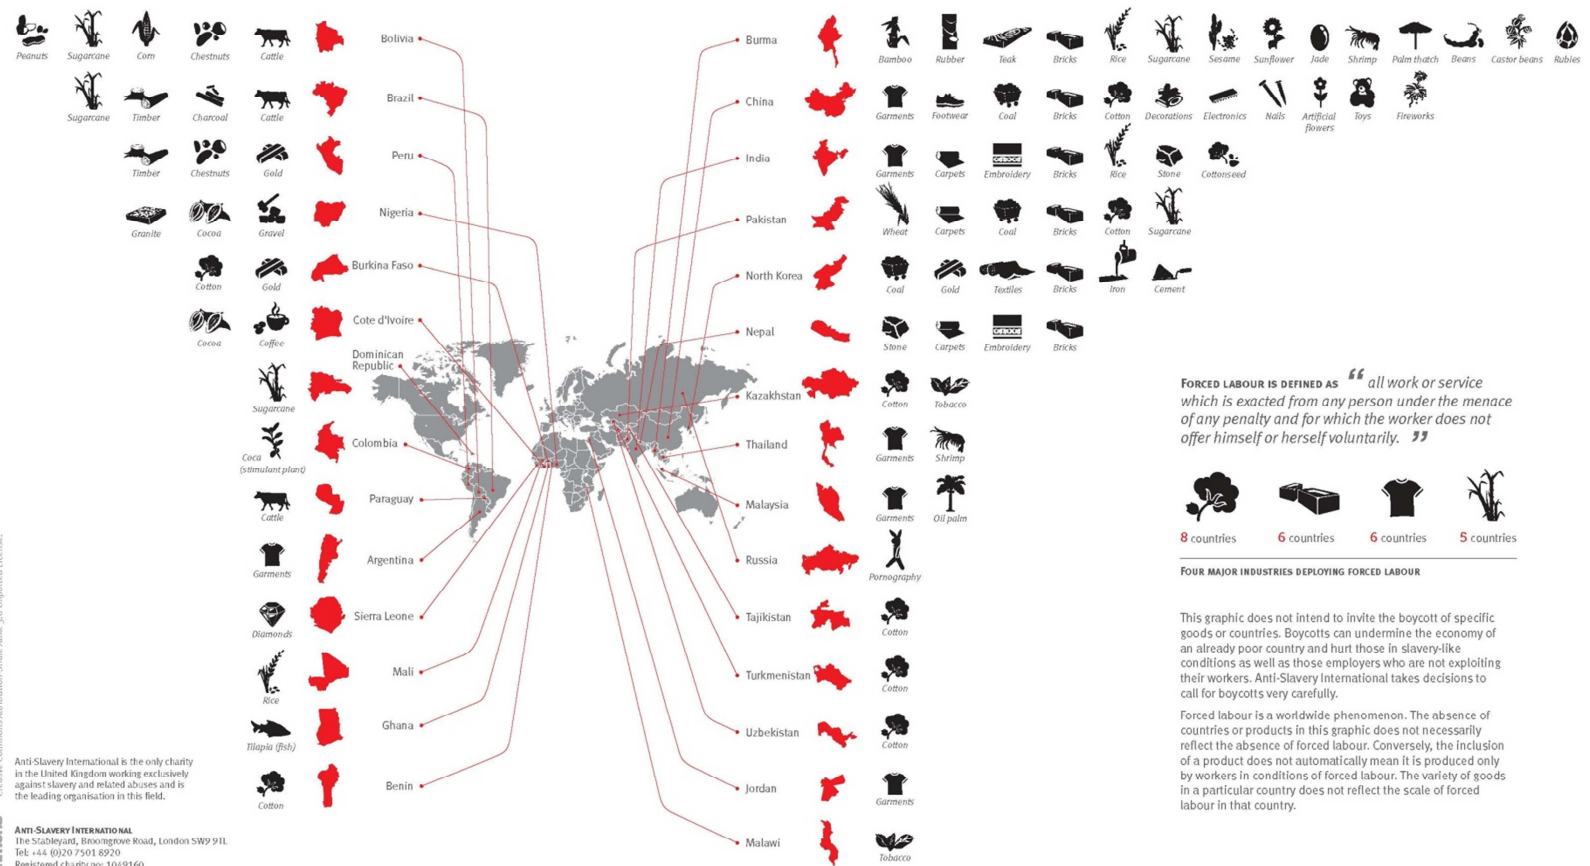 Peanuts Sugarcane Corn Chestnuts Cattle Bolivia
Sugarcane Timber Charcoal Cattle Brazil
Timber Chestnuts Gold Peru
Granite Cocoa Gravel Nigeria
Cotton Gold Burkina Faso
Cocoa Coffee Cote d'Ivoire
Sugarcane Dominican
Republic
Coca
(stimulant plant) Colombia
Cattle Paraguay
Garments Argentina
Diamonds Sierra Leone
Rice Mali
Tilapia (fish) Ghana
Cotton Benin
Burma Bamboo Rubber Teak Bricks Rice Sugarcane Sesame Sunflower Jade Shrimp Palm thatch Beans Castor beans Rubies
China Garments Footwear Coal Bricks Cotton Decorations Electronics Nails Artificial
flowers Toys Fireworks
India Garments Carpets Embroidery Bricks Rice Stone Cottonseed
Pakistan Wheat Carpets Coal Bricks Cotton Sugarcane
North Korea Coal Gold Textiles Bricks Iron Cement
Nepal Stone Carpets Embroidery Bricks
Kazakhstan Cotton Tobacco
Thailand Garments Shrimp
Malaysia Garments Oil palm
Russia Pornography
Tajikistan Cotton
Turkmenistan Cotton
Uzbekistan Cotton
Jordan Garments
Malawi Tobacco
FORCED LABOUR IS DEFINED AS “ all work or service
which is exacted from any person under the menace
of any penalty and for which the worker does not
offer himself or herself voluntarily. ”
8 countries 6 countries 6 countries 5 countries
FOUR MAJOR INDUSTRIES DEPLOYING FORCED LABOUR
This graphic does not intend to invite the boycott of specific
goods or countries. Boycotts can undermine the economy of
an already poor country and hurt those in slavery-like
conditions as well as those employers who are not exploiting
their workers. Anti-Slavery International takes decisions to
call for boycotts very carefully.
Forced labour is a worldwide phenomenon. The absence of
countries or products in this graphic does not necessarily
reflect the absence of forced labour. Conversely, the inclusion
of a product does not automatically mean it is produced only
by workers in conditions of forced labour. The variety of goods
in a particular country does not reflect the scale of forced
labour in that country.
Anti-Slavery International is the only charity
in the United Kingdom working exclusively
against slavery and related abuses and is
the leading organisation in this field.
ANTI-SLAVERY INTERNATIONAL
The Stableyard, Broomgrove Road, London SW9 9TL
Tel: +44 (0)20 7501 8920
Registered charity no: 1049160